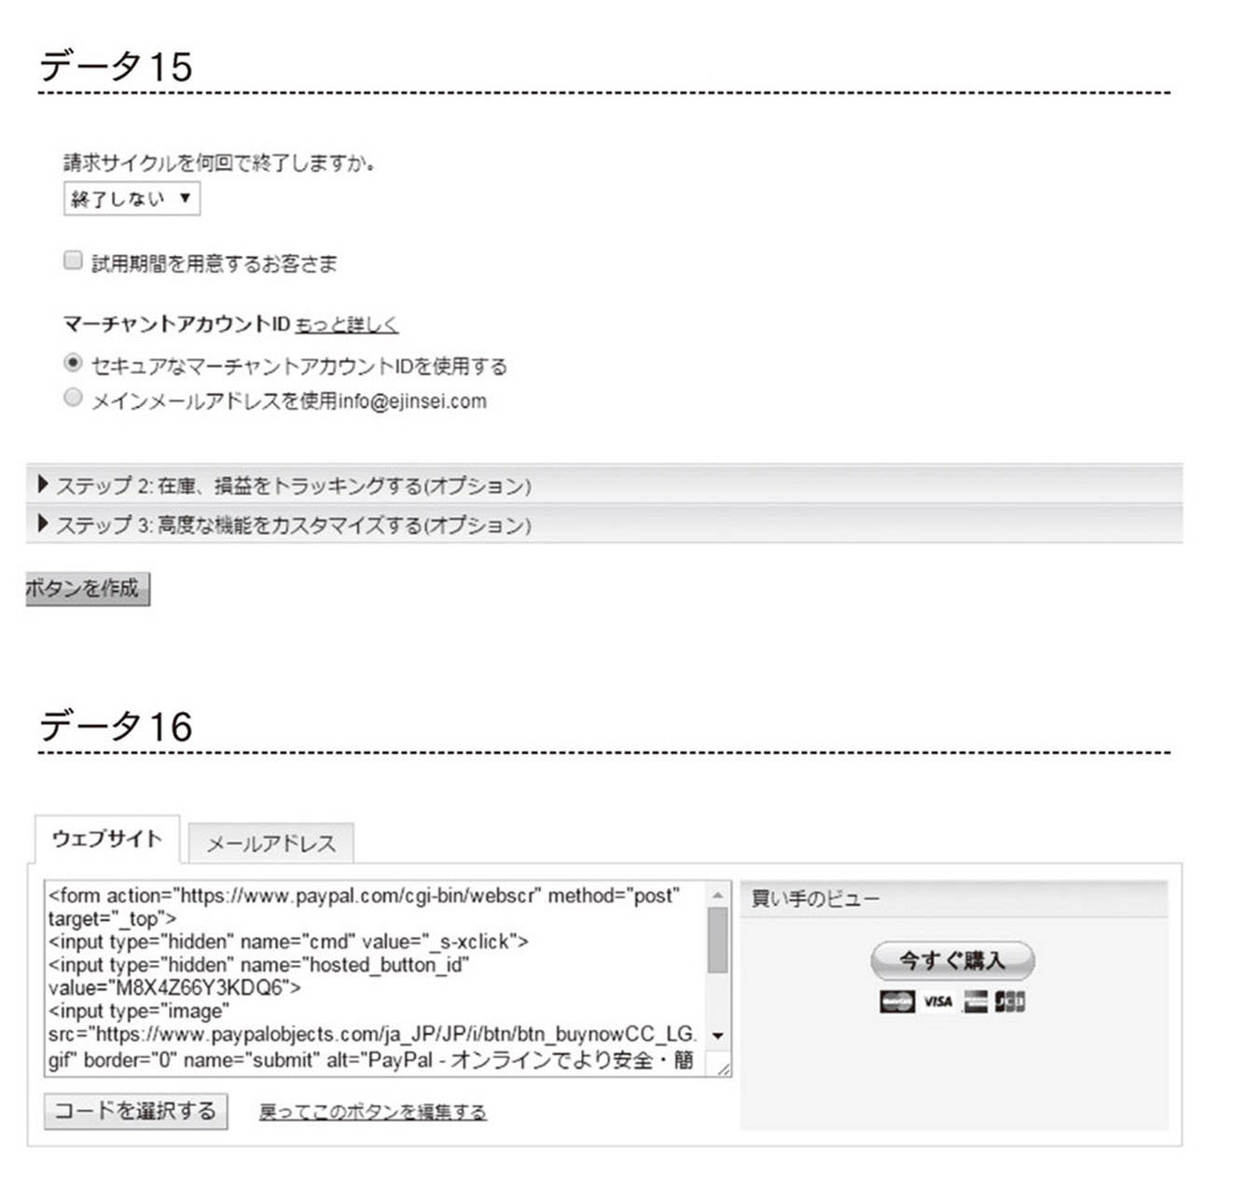 データ15
請求サイクルを何回で終了しますか。
終了しない ▼
試用期間を用意するお客さま
マーチャントアカウントID もっと詳しく
セキュアなマーチャントアカウントIDを使用する
メインメールアドレスを使用info@ejinsei.com
ステップ 2: 在庫、損益をトラッキングする(オプション)
ステップ 3: 高度な機能をカスタマイズする(オプション)
ボタンを作成
データ16
ウェブサイト メールアドレス
<form action="https://www.paypal.com/cgi-bin/webscr" method="post"
target="_top">
<input type="hidden" name="cmd" value="_s-xclick">
<input type="hidden" name="hosted_button_id"
value="M8X4Z66Y3KDQ6">
<input type="image"
src="https://www.paypalobjects.com/ja_JP/JP/i/btn/btn_buynowCC_LG.
gif" border="0" name="submit" alt="PayPal - オンラインでより安全・簡
買い手のビュー
今すぐ購入
VISA JCB
コードを選択する 戻ってこのボタンを編集する